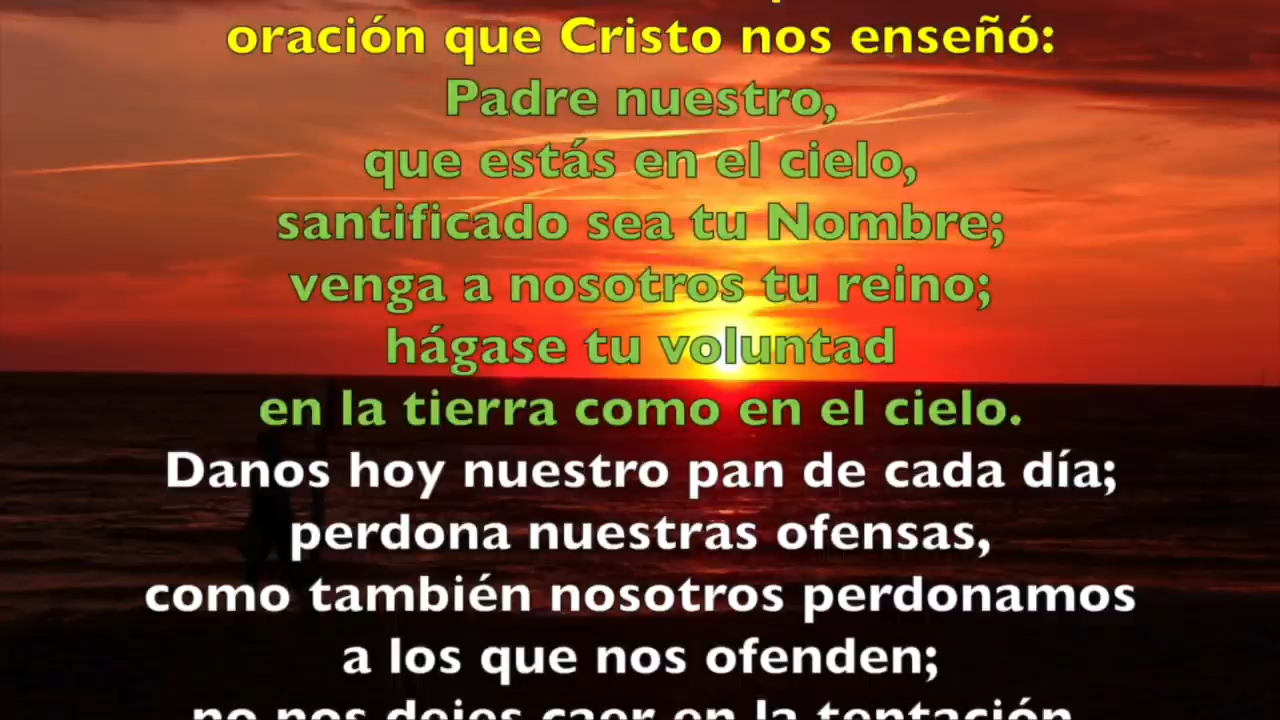 oración que Cristo nos enseñó:
Padre nuestro,
que estás en el cielo,
santificado sea tu Nombre;
venga a nosotros tu reino;
hágase tu voluntad
en la tierra como en el cielo.
Danos hoy nuestro pan de cada día;
perdona nuestras ofensas,
como también nosotros perdonamos
a los que nos ofenden;
no nos dejes caer en la tentación